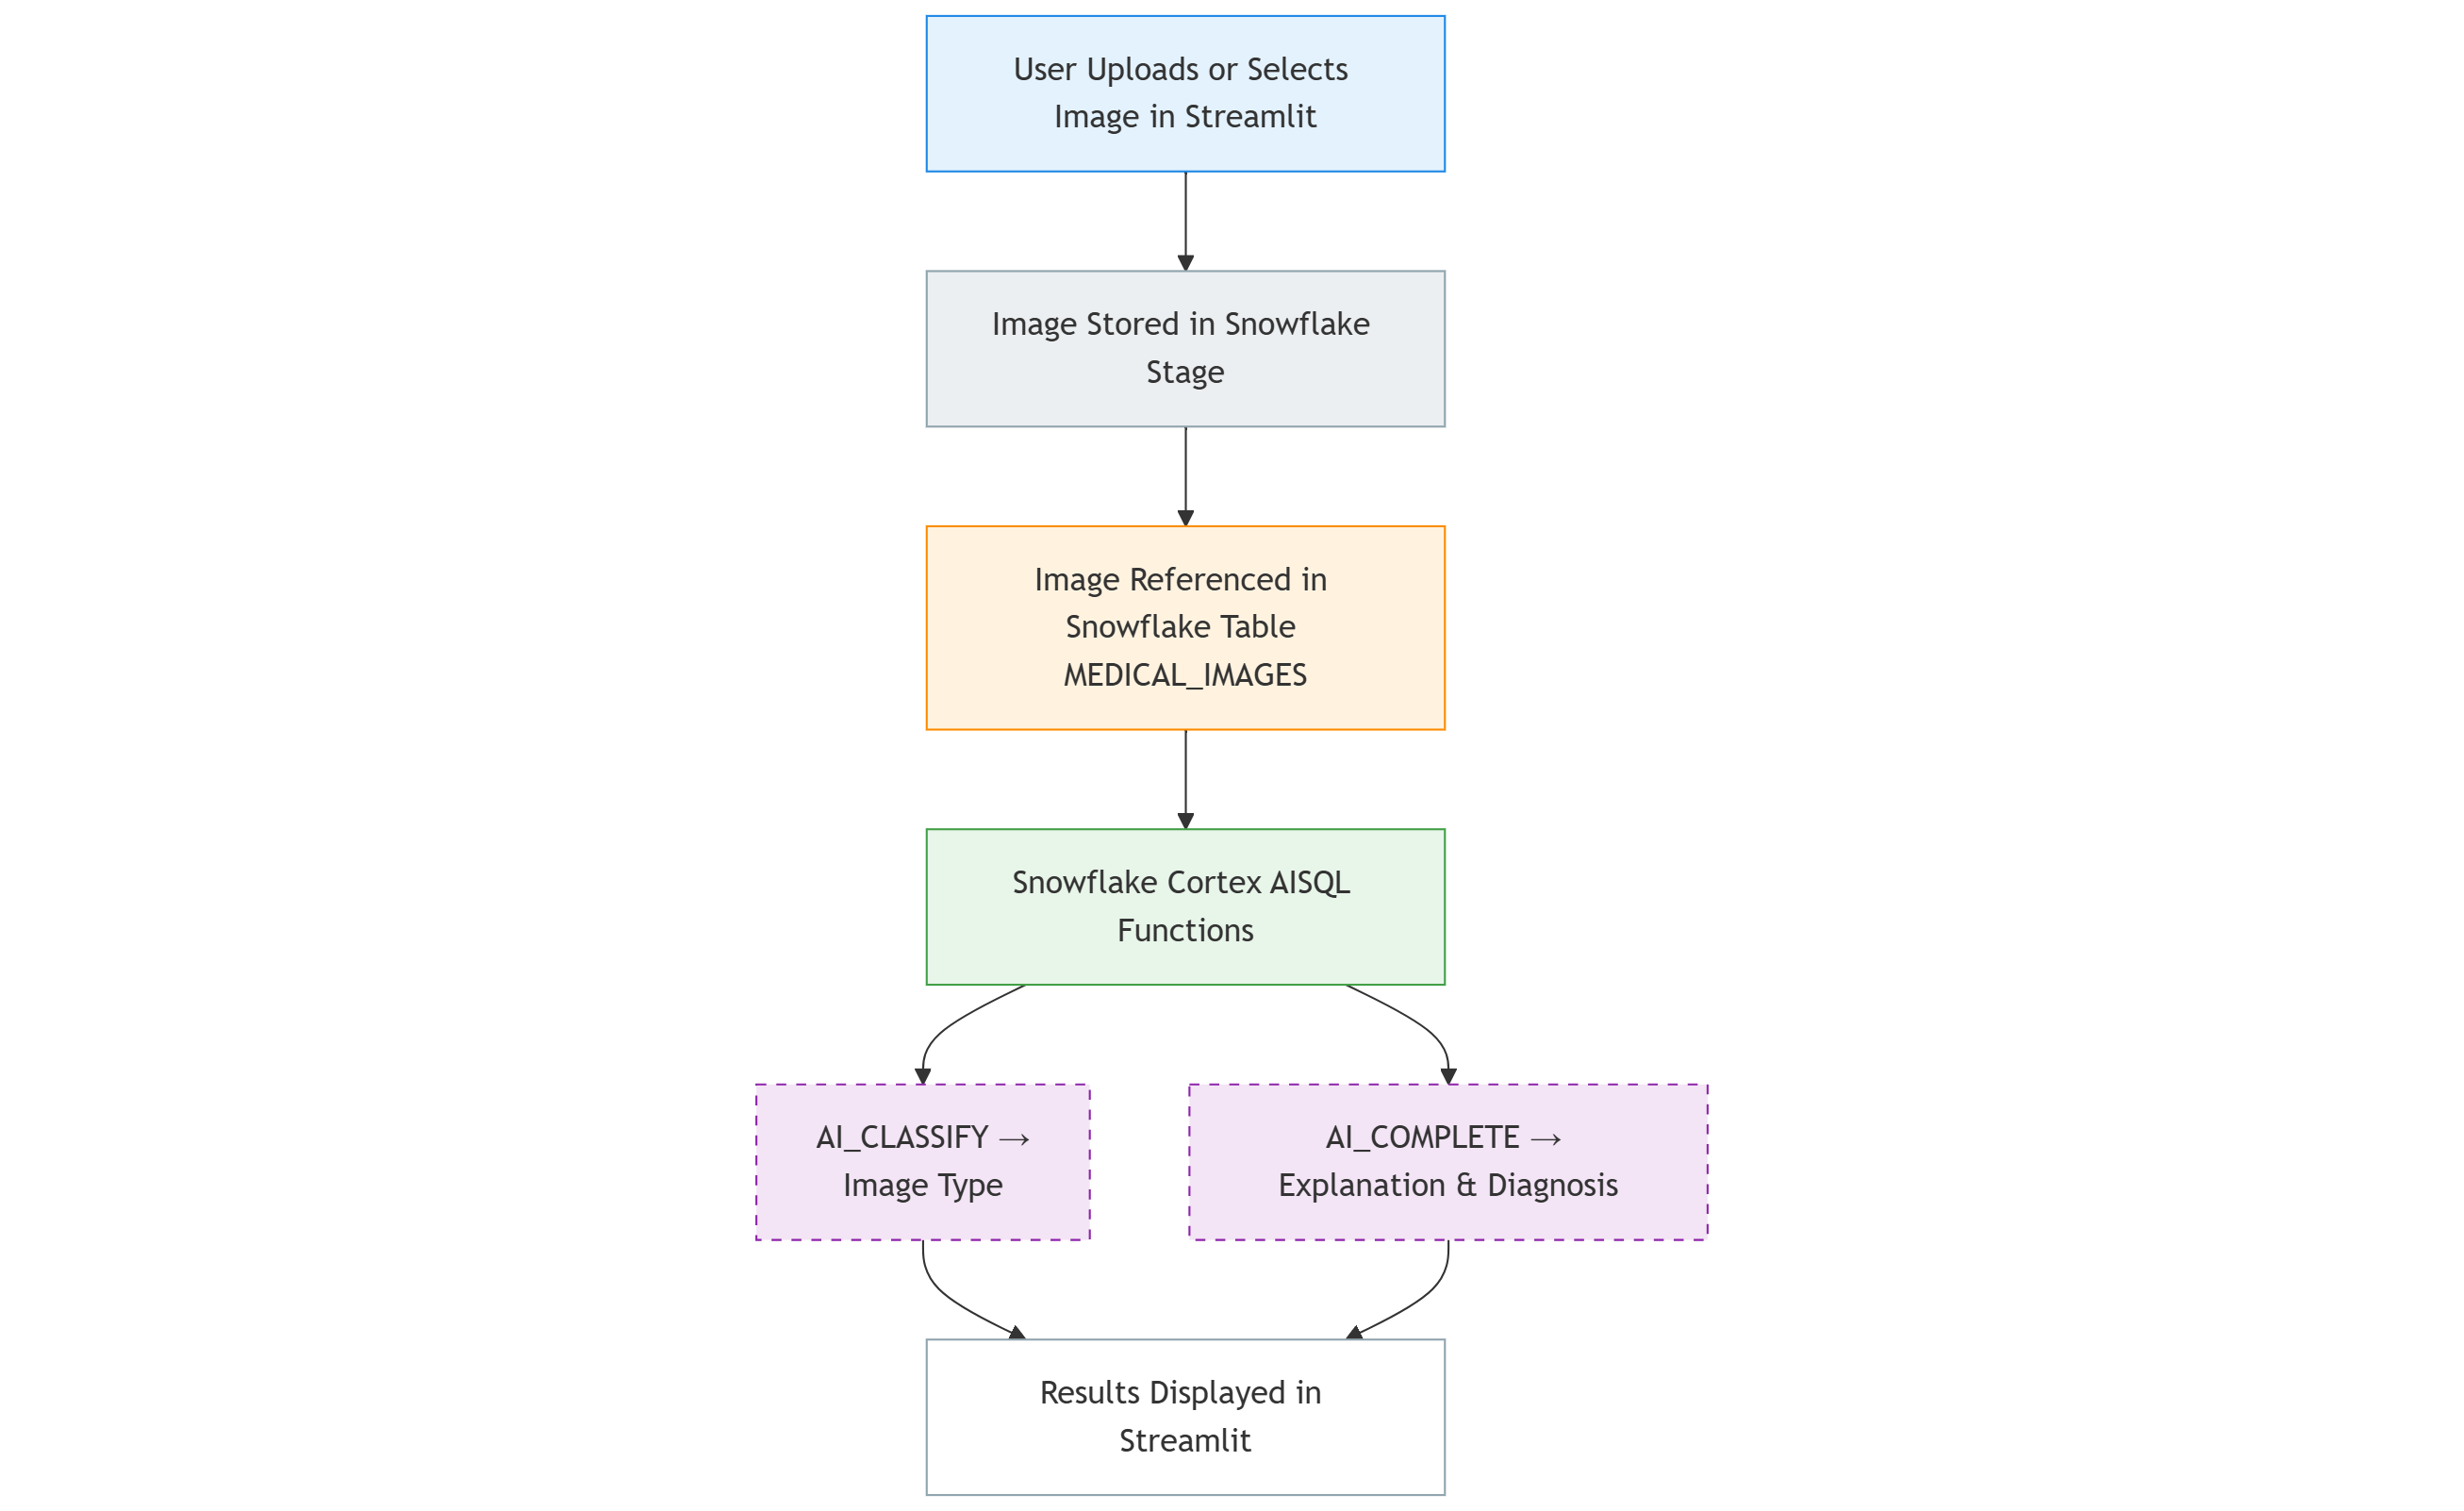 User Uploads or Selects
Image in Streamlit
Image Stored in Snowflake
Stage
Image Referenced in
Snowflake Table
MEDICAL_IMAGES
Snowflake Cortex AISQL
Functions
AI_CLASSIFY →
Image Type
AI_COMPLETE →
Explanation & Diagnosis
Results Displayed in
Streamlit